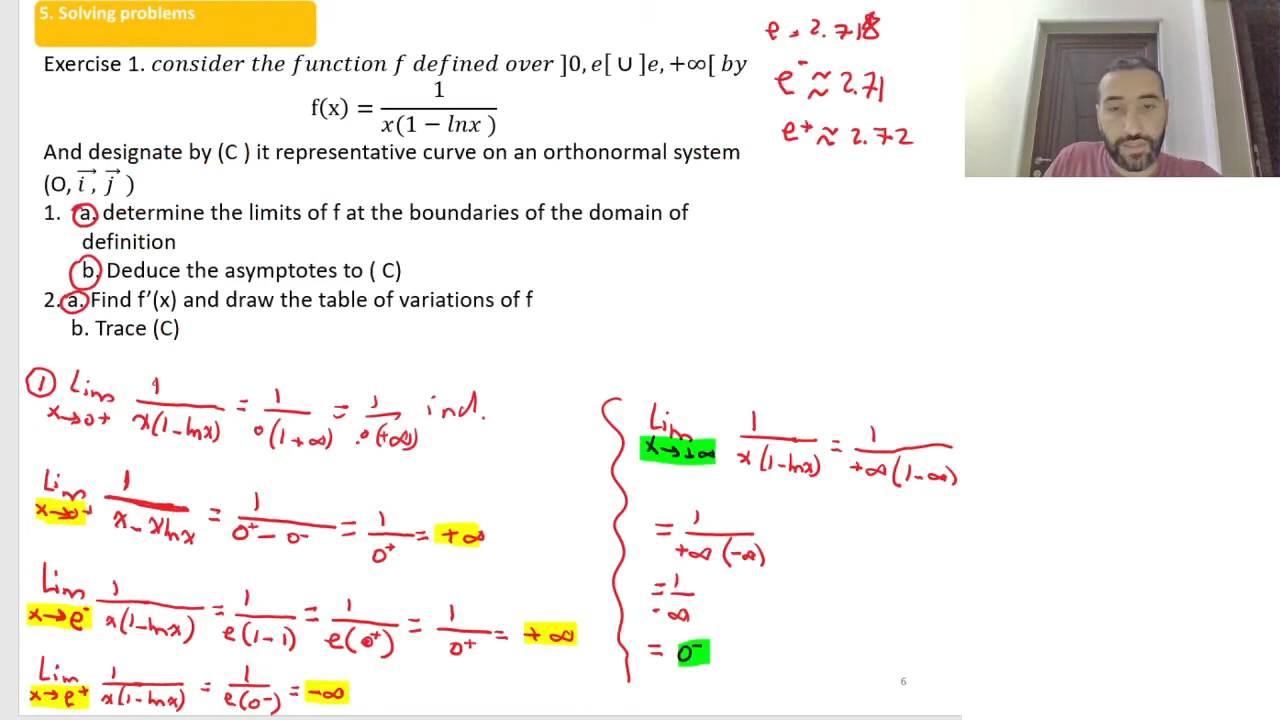 5. Solving problems
Exercise 1. consider the function f defined over ]0, e[ ∪ ]e, +∞[ by
f(x) = 1/(x(1 − lnx ))
And designate by (C ) it representative curve on an orthonormal system
(O, i⃗ , j⃗ )
1. a. determine the limits of f at the boundaries of the domain of
definition
b. Deduce the asymptotes to ( C)
2. a. Find f’(x) and draw the table of variations of f
b. Trace (C)
e = 2.718
e⁻ ≈ 2.71
e⁺ ≈ 2.72
① Lim x→0+ 1/(x(1-lnx)) = 1/(0(1+∞)) = 1/(0(+∞)) ind.
Lim x→0+ 1/(x-xlnx) = 1/(0⁺-0⁻) = 1/0⁺ = +∞
Lim x→e⁻ 1/(x(1-lnx)) = 1/(e(1-1)) = 1/(e(0⁺)) = 1/0⁺ = +∞
Lim x→e⁺ 1/(x(1-lnx)) = 1/(e(0⁻)) = -∞
Lim x→+∞ 1/(x(1-lnx)) = 1/(+∞(1-∞))
= 1/(+∞(-∞))
= 1/-∞
= 0⁻
6